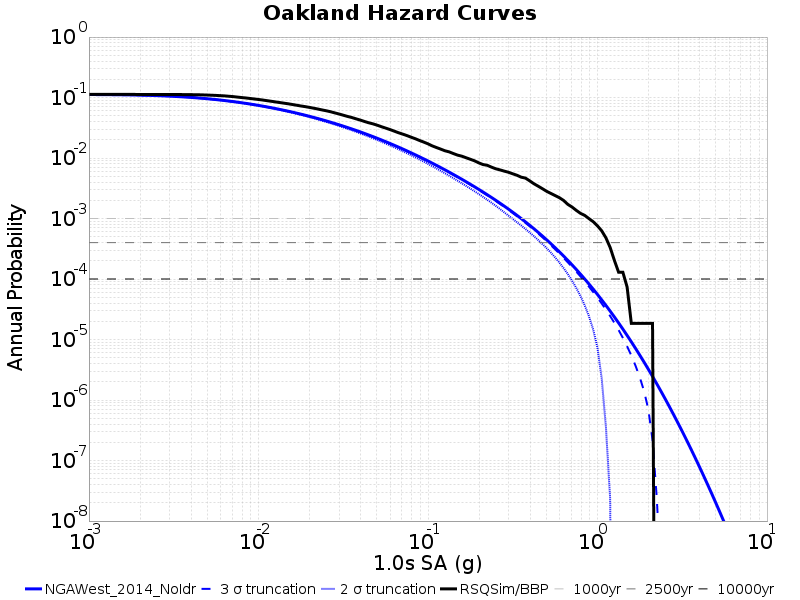 Oakland Hazard Curves
10^0
10^-1
10^-2
10^-3
10^-4
10^-5
10^-6
10^-7
10^-8
Annual Probability
10^-3 10^-2 10^-1 10^0 10^1
1.0s SA (g)
NGAWest_2014_NoIdr 3 σ truncation 2 σ truncation RSQSim/BBP 1000yr 2500yr 10000yr